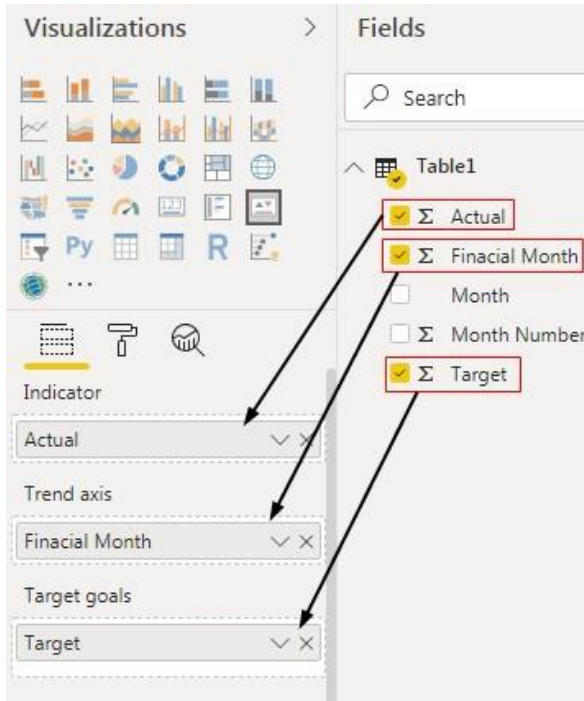 Visualizations
Fields
Search
Table1
Σ Actual
Σ Finacial Month
Month
Σ Month Number
Σ Target
123
Py
R
...
Indicator
Actual
Trend axis
Finacial Month
Target goals
Target